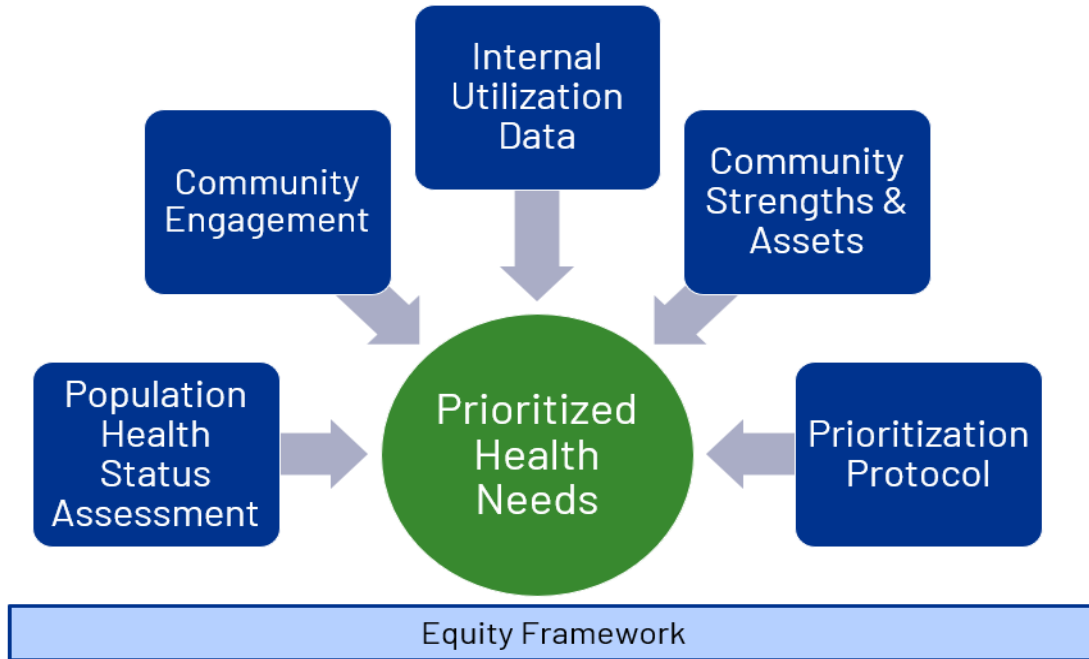 Internal
Utilization
Data
Community
Engagement
Community
Strengths &
Assets
Population
Health
Status
Assessment
Prioritized
Health
Needs
Prioritization
Protocol
Equity Framework